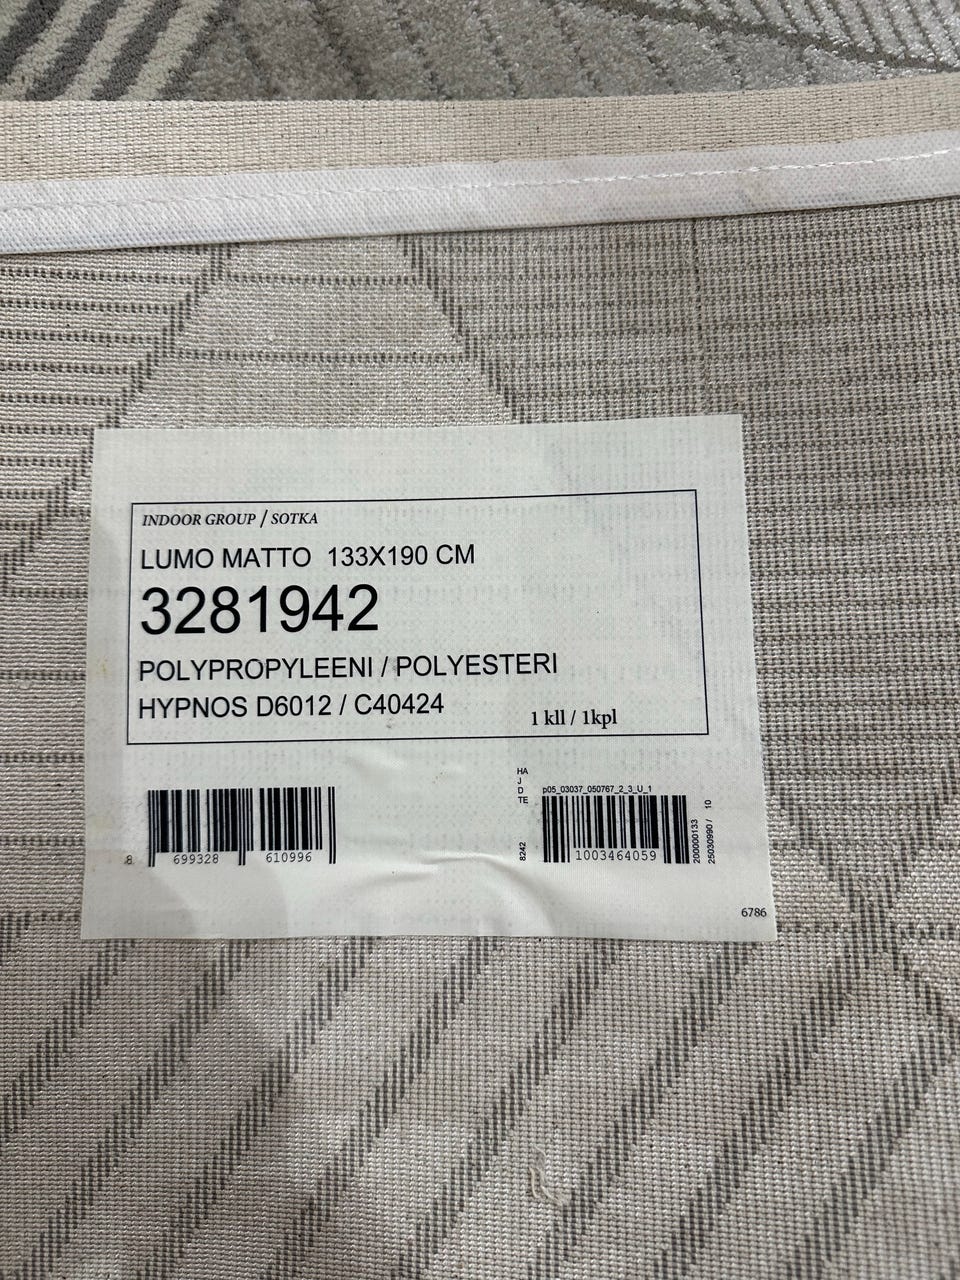 INDOOR GROUP / SOTKA
LUMO MATTO 133X190 CM
3281942
POLYPROPYLEENI / POLYESTERI
HYPNOS D6012 / C40424
1 kll / 1kpl
8 699328 610996
HA
J
D
TE
8242
p05_03037_050767_2_3_U_1
1003464059
200000133
25030990 / 10
6786